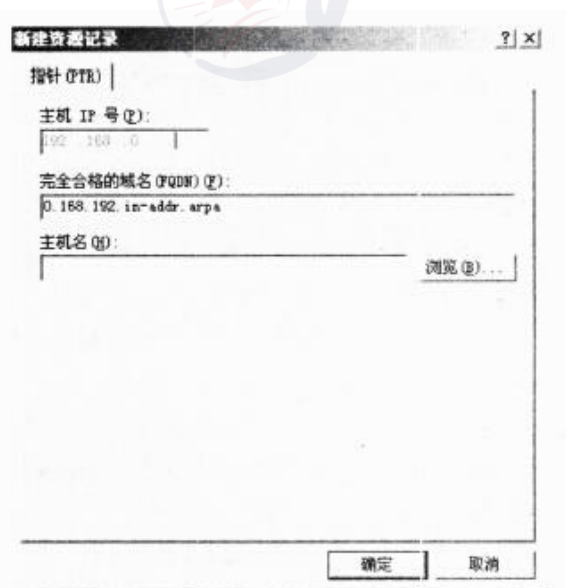 新建资源记录
? ×
指针(PTR)
主机 IP 号(P):
192 .168 .0
完全合格的域名(FQDN)(F):
0.168.192.in-addr.arpa
主机名(H):
浏览(B)...
确定 取消